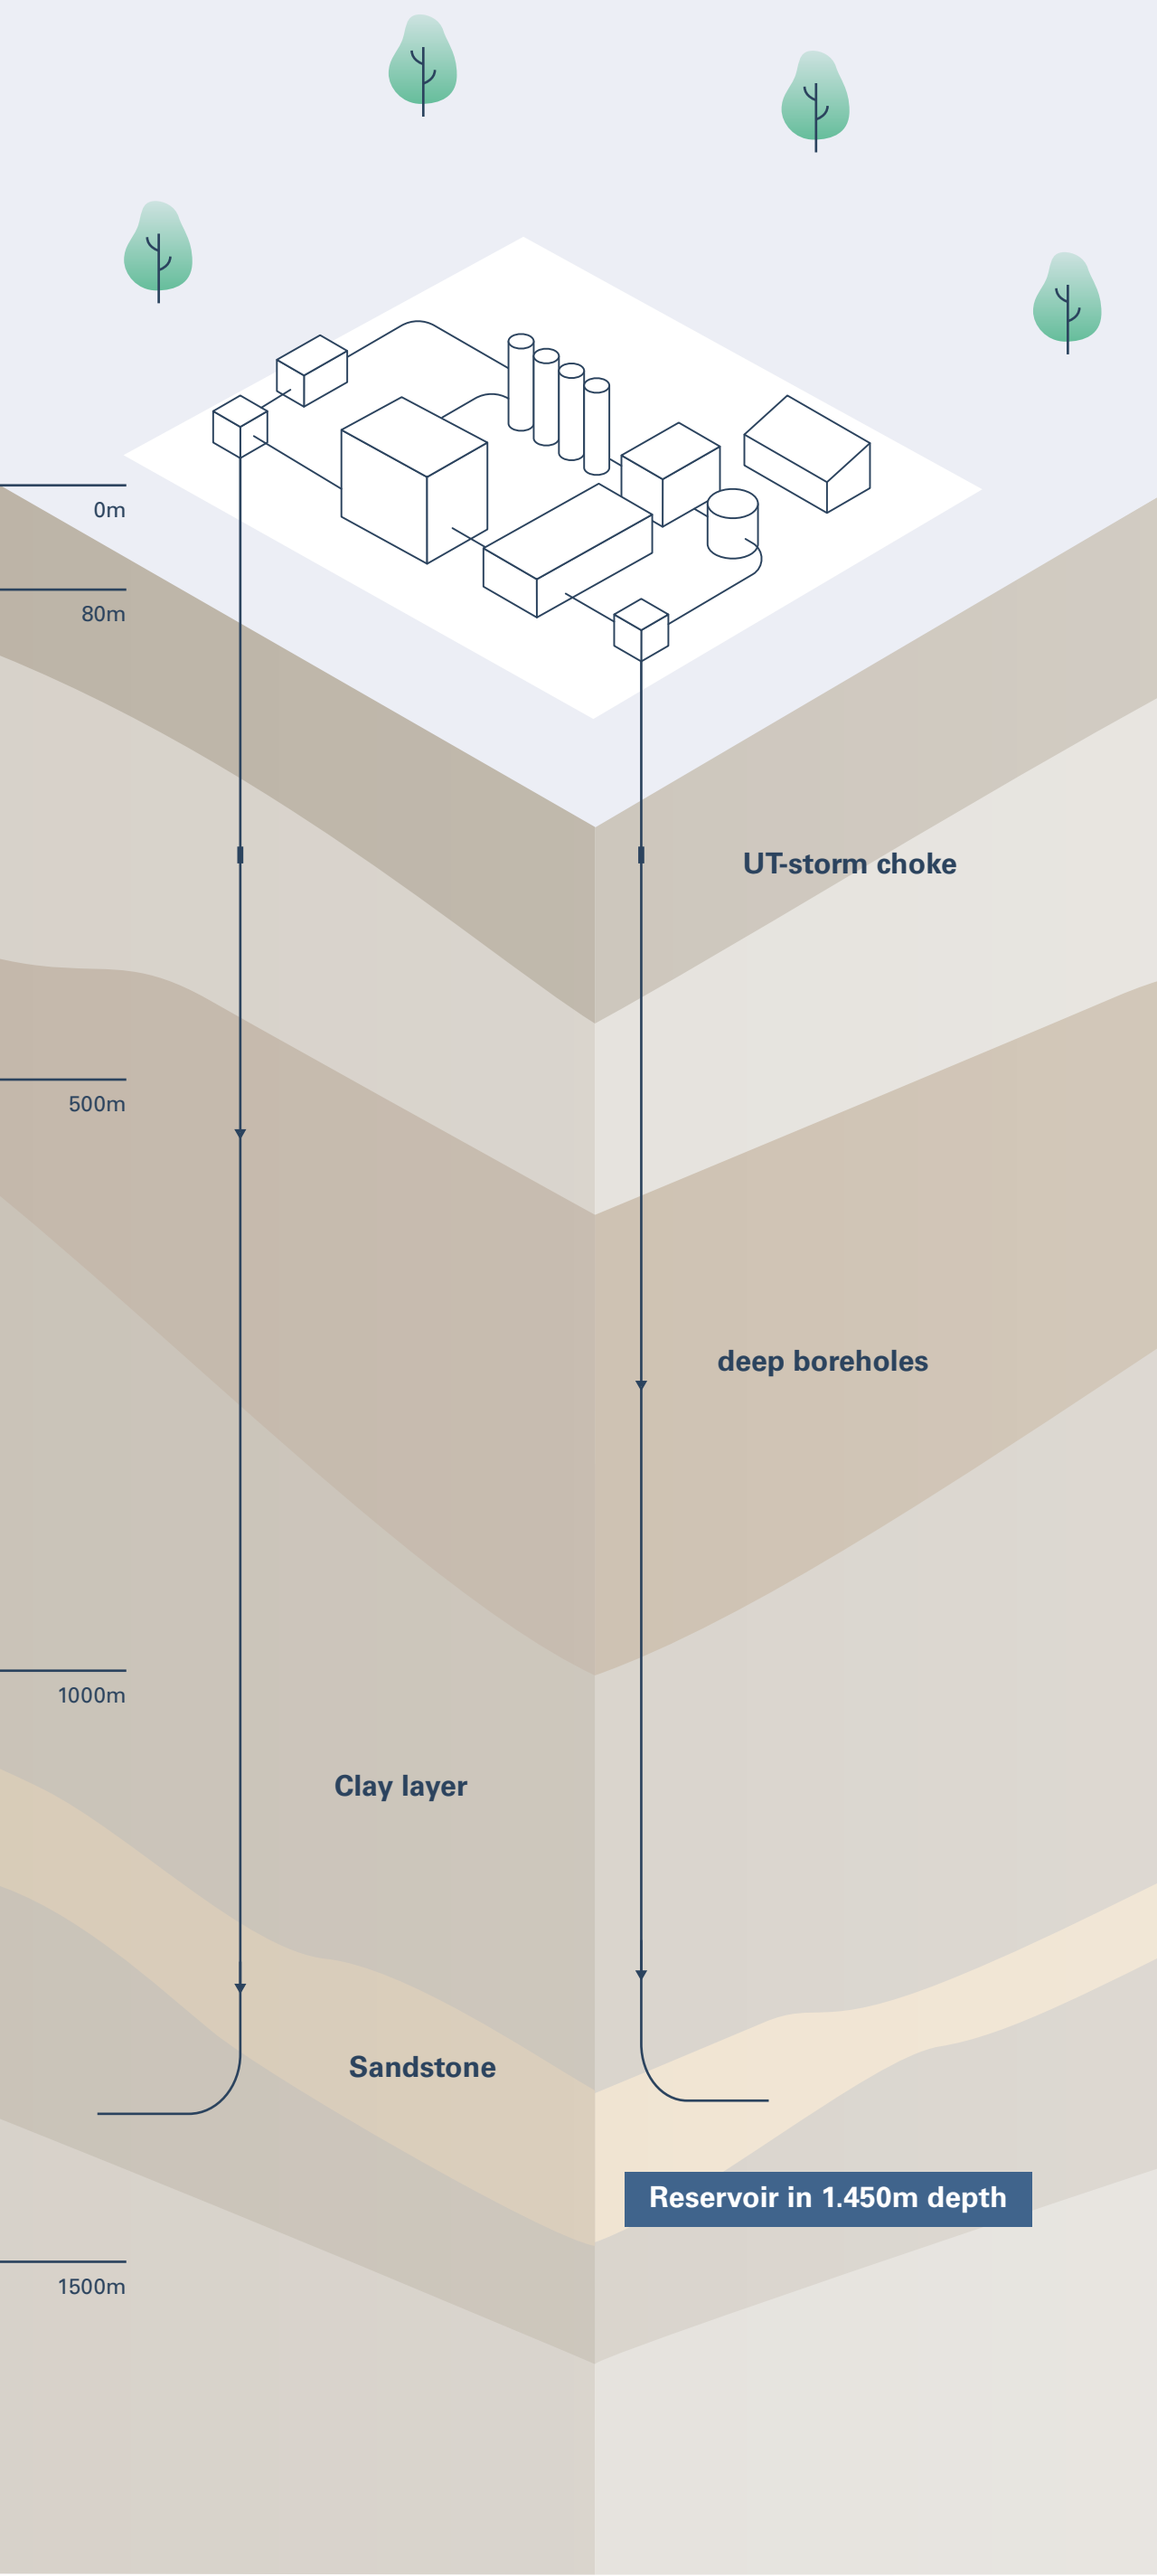 0m
80m
UT-storm choke
500m
deep boreholes
1000m
Clay layer
Sandstone
Reservoir in 1.450m depth
1500m